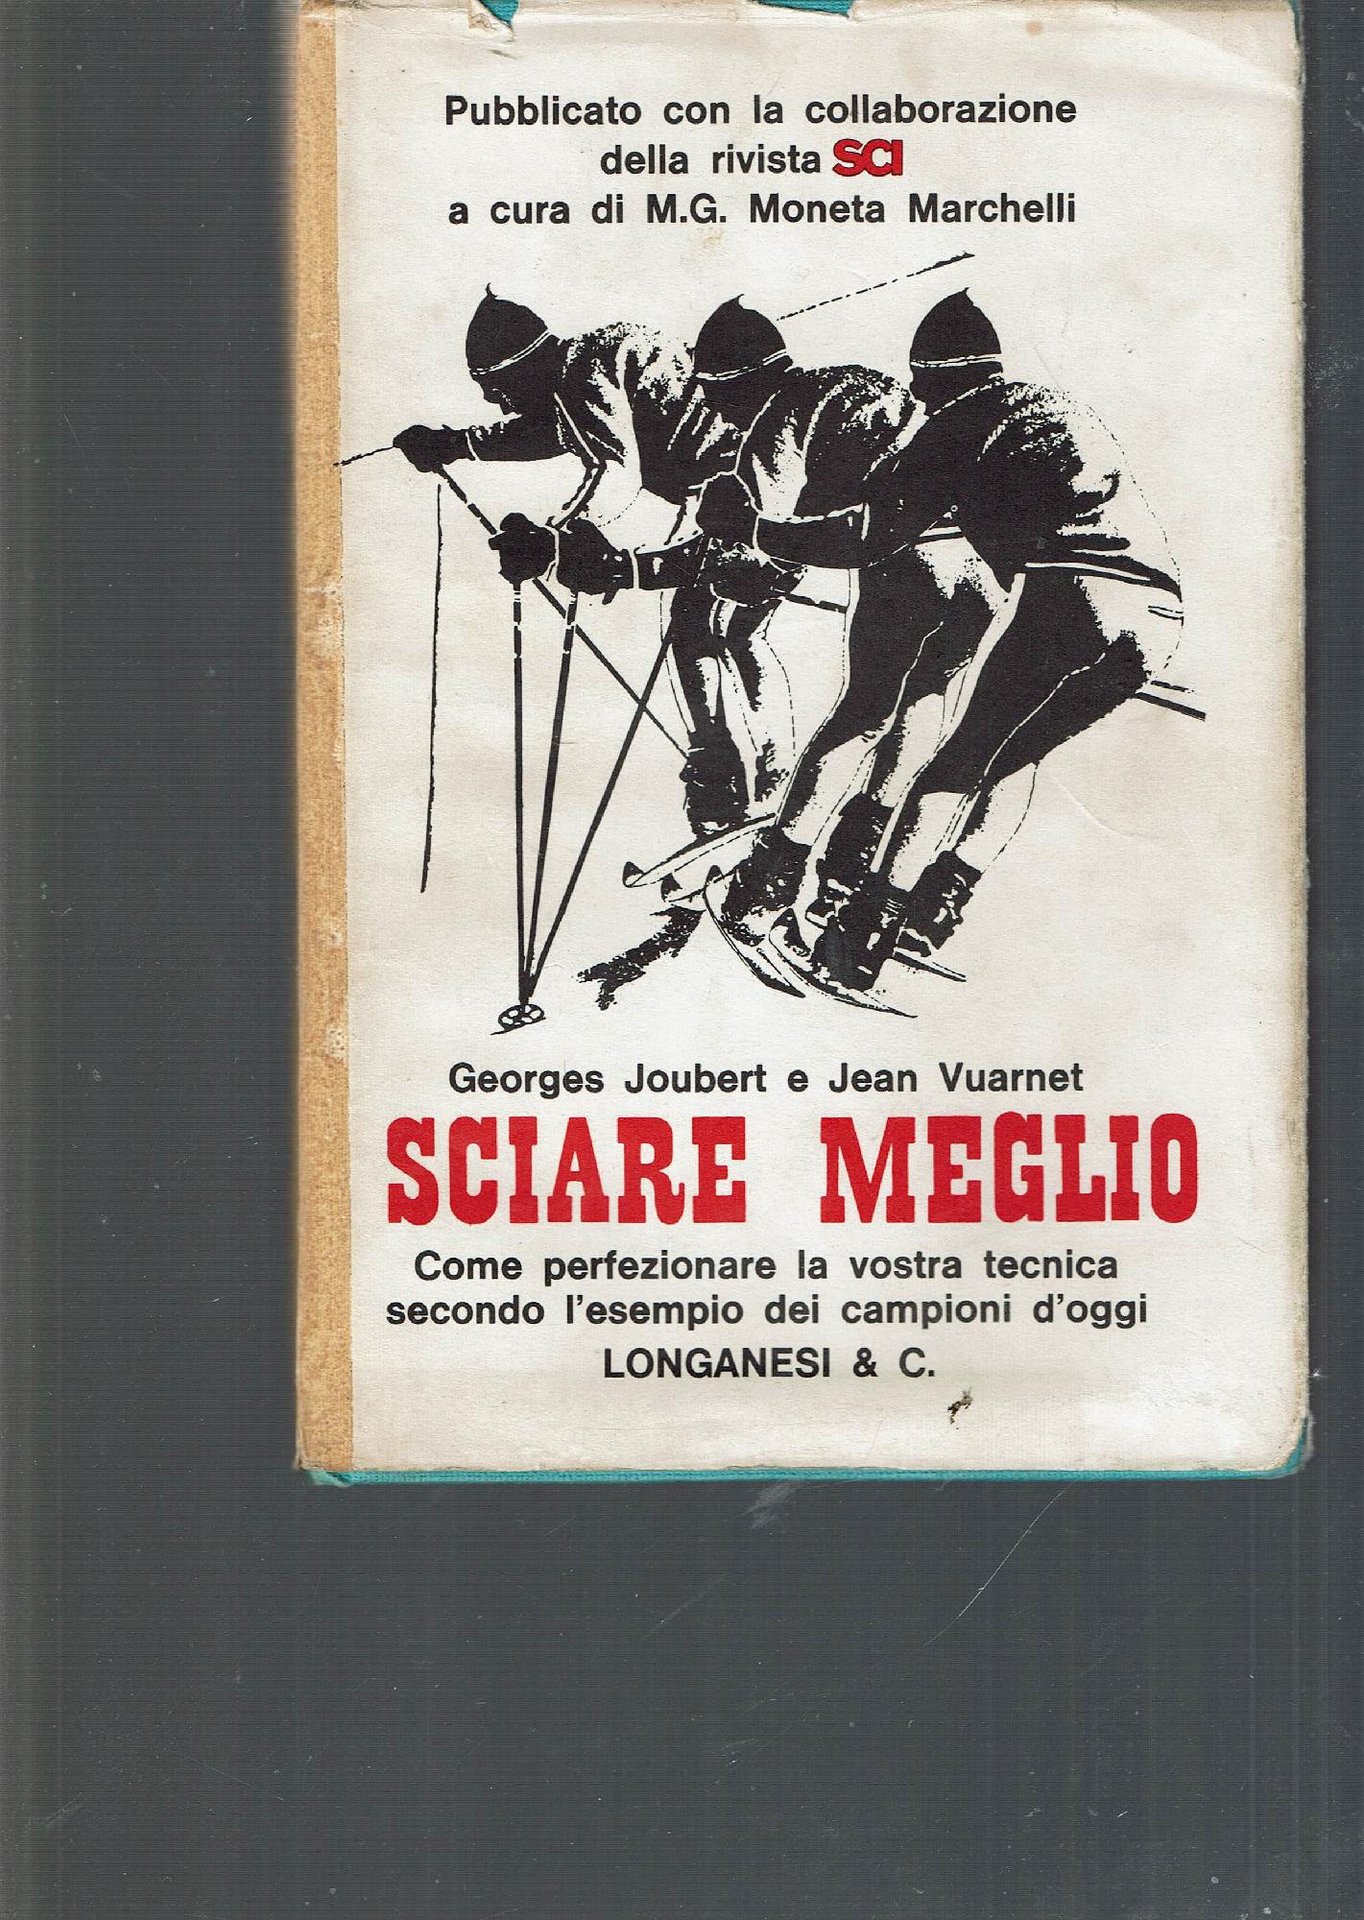 Pubblicato con la collaborazione
della rivista SCI
a cura di M.G. Moneta Marchelli
Georges Joubert e Jean Vuarnet
SCIARE MEGLIO
Come perfezionare la vostra tecnica
secondo l'esempio dei campioni d'oggi
LONGANESI & C.